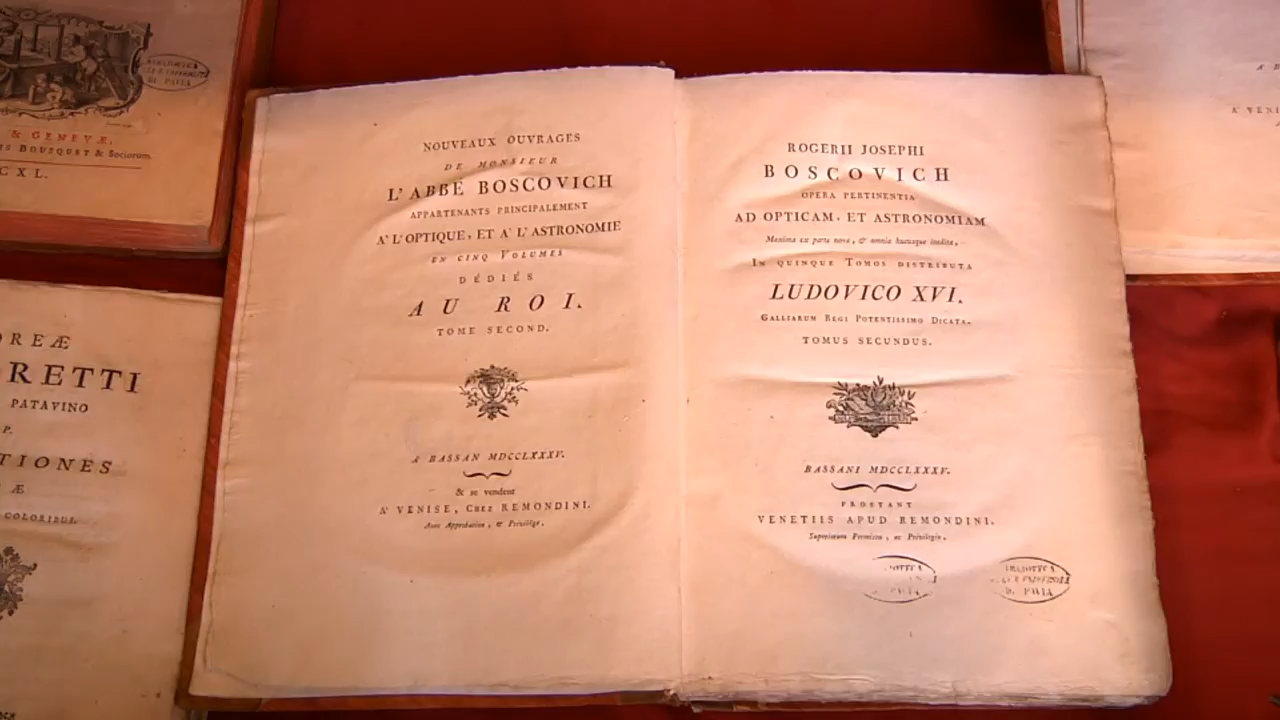 & GENEVÆ,
BOUSQUET & Sociorum.
CXL.
OREÆ
RETTI
PATAVINO
P.
TIONES
Æ
COLORIBUS.
NOUVEAUX OUVRAGES
DE MONSIEUR
L'ABBÉ BOSCOVICH
APPARTENANTS PRINCIPALEMENT
A' L'OPTIQUE, ET A' L'ASTRONOMIE
EN CINQ VOLUMES
DÉDIÉS
AU ROI.
TOME SECOND.
A BASSAN MDCCLXXXV.
& se vendent
A' VENISE, Chez REMONDINI.
Avec Approbation, & Privilège.
ROGERII JOSEPHI
BOSCOVICH
OPERA PERTINENTIA
AD OPTICAM, ET ASTRONOMIAM
Maxima ex parte nova, & omnia hucusque inedita,
In quinque Tomos distributa
LUDOVICO XVI.
Galliarum Regi Potentissimo Dicata.
TOMUS SECUNDUS.
BASSANI MDCCLXXXV.
PROSTANT
VENETIIS APUD REMONDINI.
Superiorum Permissu, ac Privilegio.
BIBLIOTECA
DI PAVIA
A' VENI